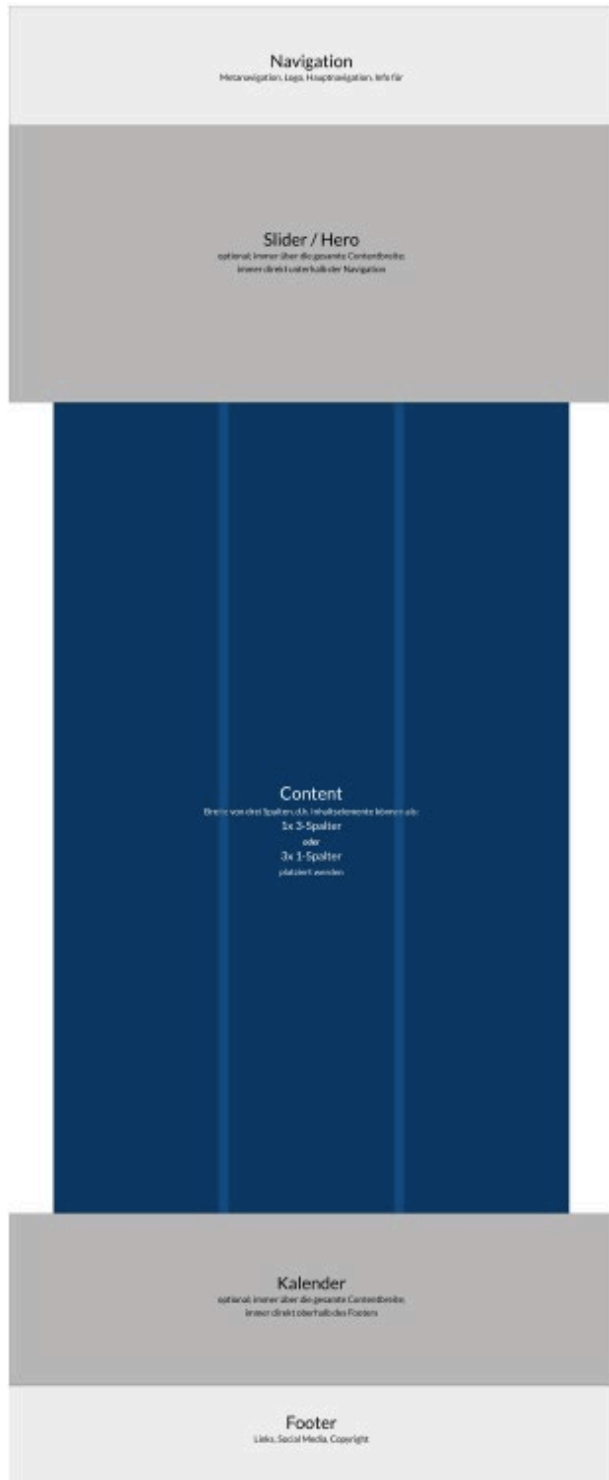 Navigation
Metanavigation, Logo, Hauptnavigation, Info für
Slider / Hero
optional; immer über die gesamte Contentbreite;
immer direkt unterhalb der Navigation
Content
Breite von drei Spalten, d.h. Inhaltselemente können als:
1x 3-Spalter
oder
3x 1-Spalter
platziert werden
Kalender
optional; immer über die gesamte Contentbreite;
immer direkt oberhalb des Footers
Footer
Links, Social Media, Copyright